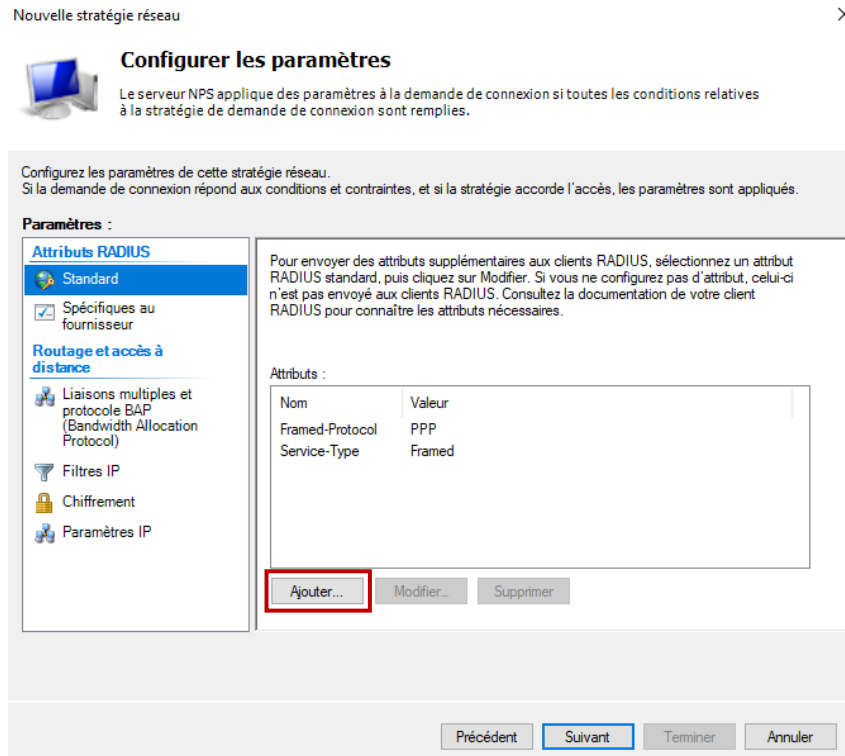 Nouvelle stratégie réseau
Configurer les paramètres
Le serveur NPS applique des paramètres à la demande de connexion si toutes les conditions relatives
à la stratégie de demande de connexion sont remplies.
Configurez les paramètres de cette stratégie réseau.
Si la demande de connexion répond aux conditions et contraintes, et si la stratégie accorde l'accès, les paramètres sont appliqués.
Paramètres :
Attributs RADIUS
Standard
Spécifiques au
fournisseur
Routage et accès à
distance
Liaisons multiples et
protocole BAP
(Bandwidth Allocation
Protocol)
Filtres IP
Chiffrement
Paramètres IP
Pour envoyer des attributs supplémentaires aux clients RADIUS, sélectionnez un attribut
RADIUS standard, puis cliquez sur Modifier. Si vous ne configurez pas d'attribut, celui-ci
n'est pas envoyé aux clients RADIUS. Consultez la documentation de votre client
RADIUS pour connaître les attributs nécessaires.
Attributs :
Nom Valeur
Framed-Protocol PPP
Service-Type Framed
Ajouter... Modifier... Supprimer
Précédent Suivant Terminer Annuler